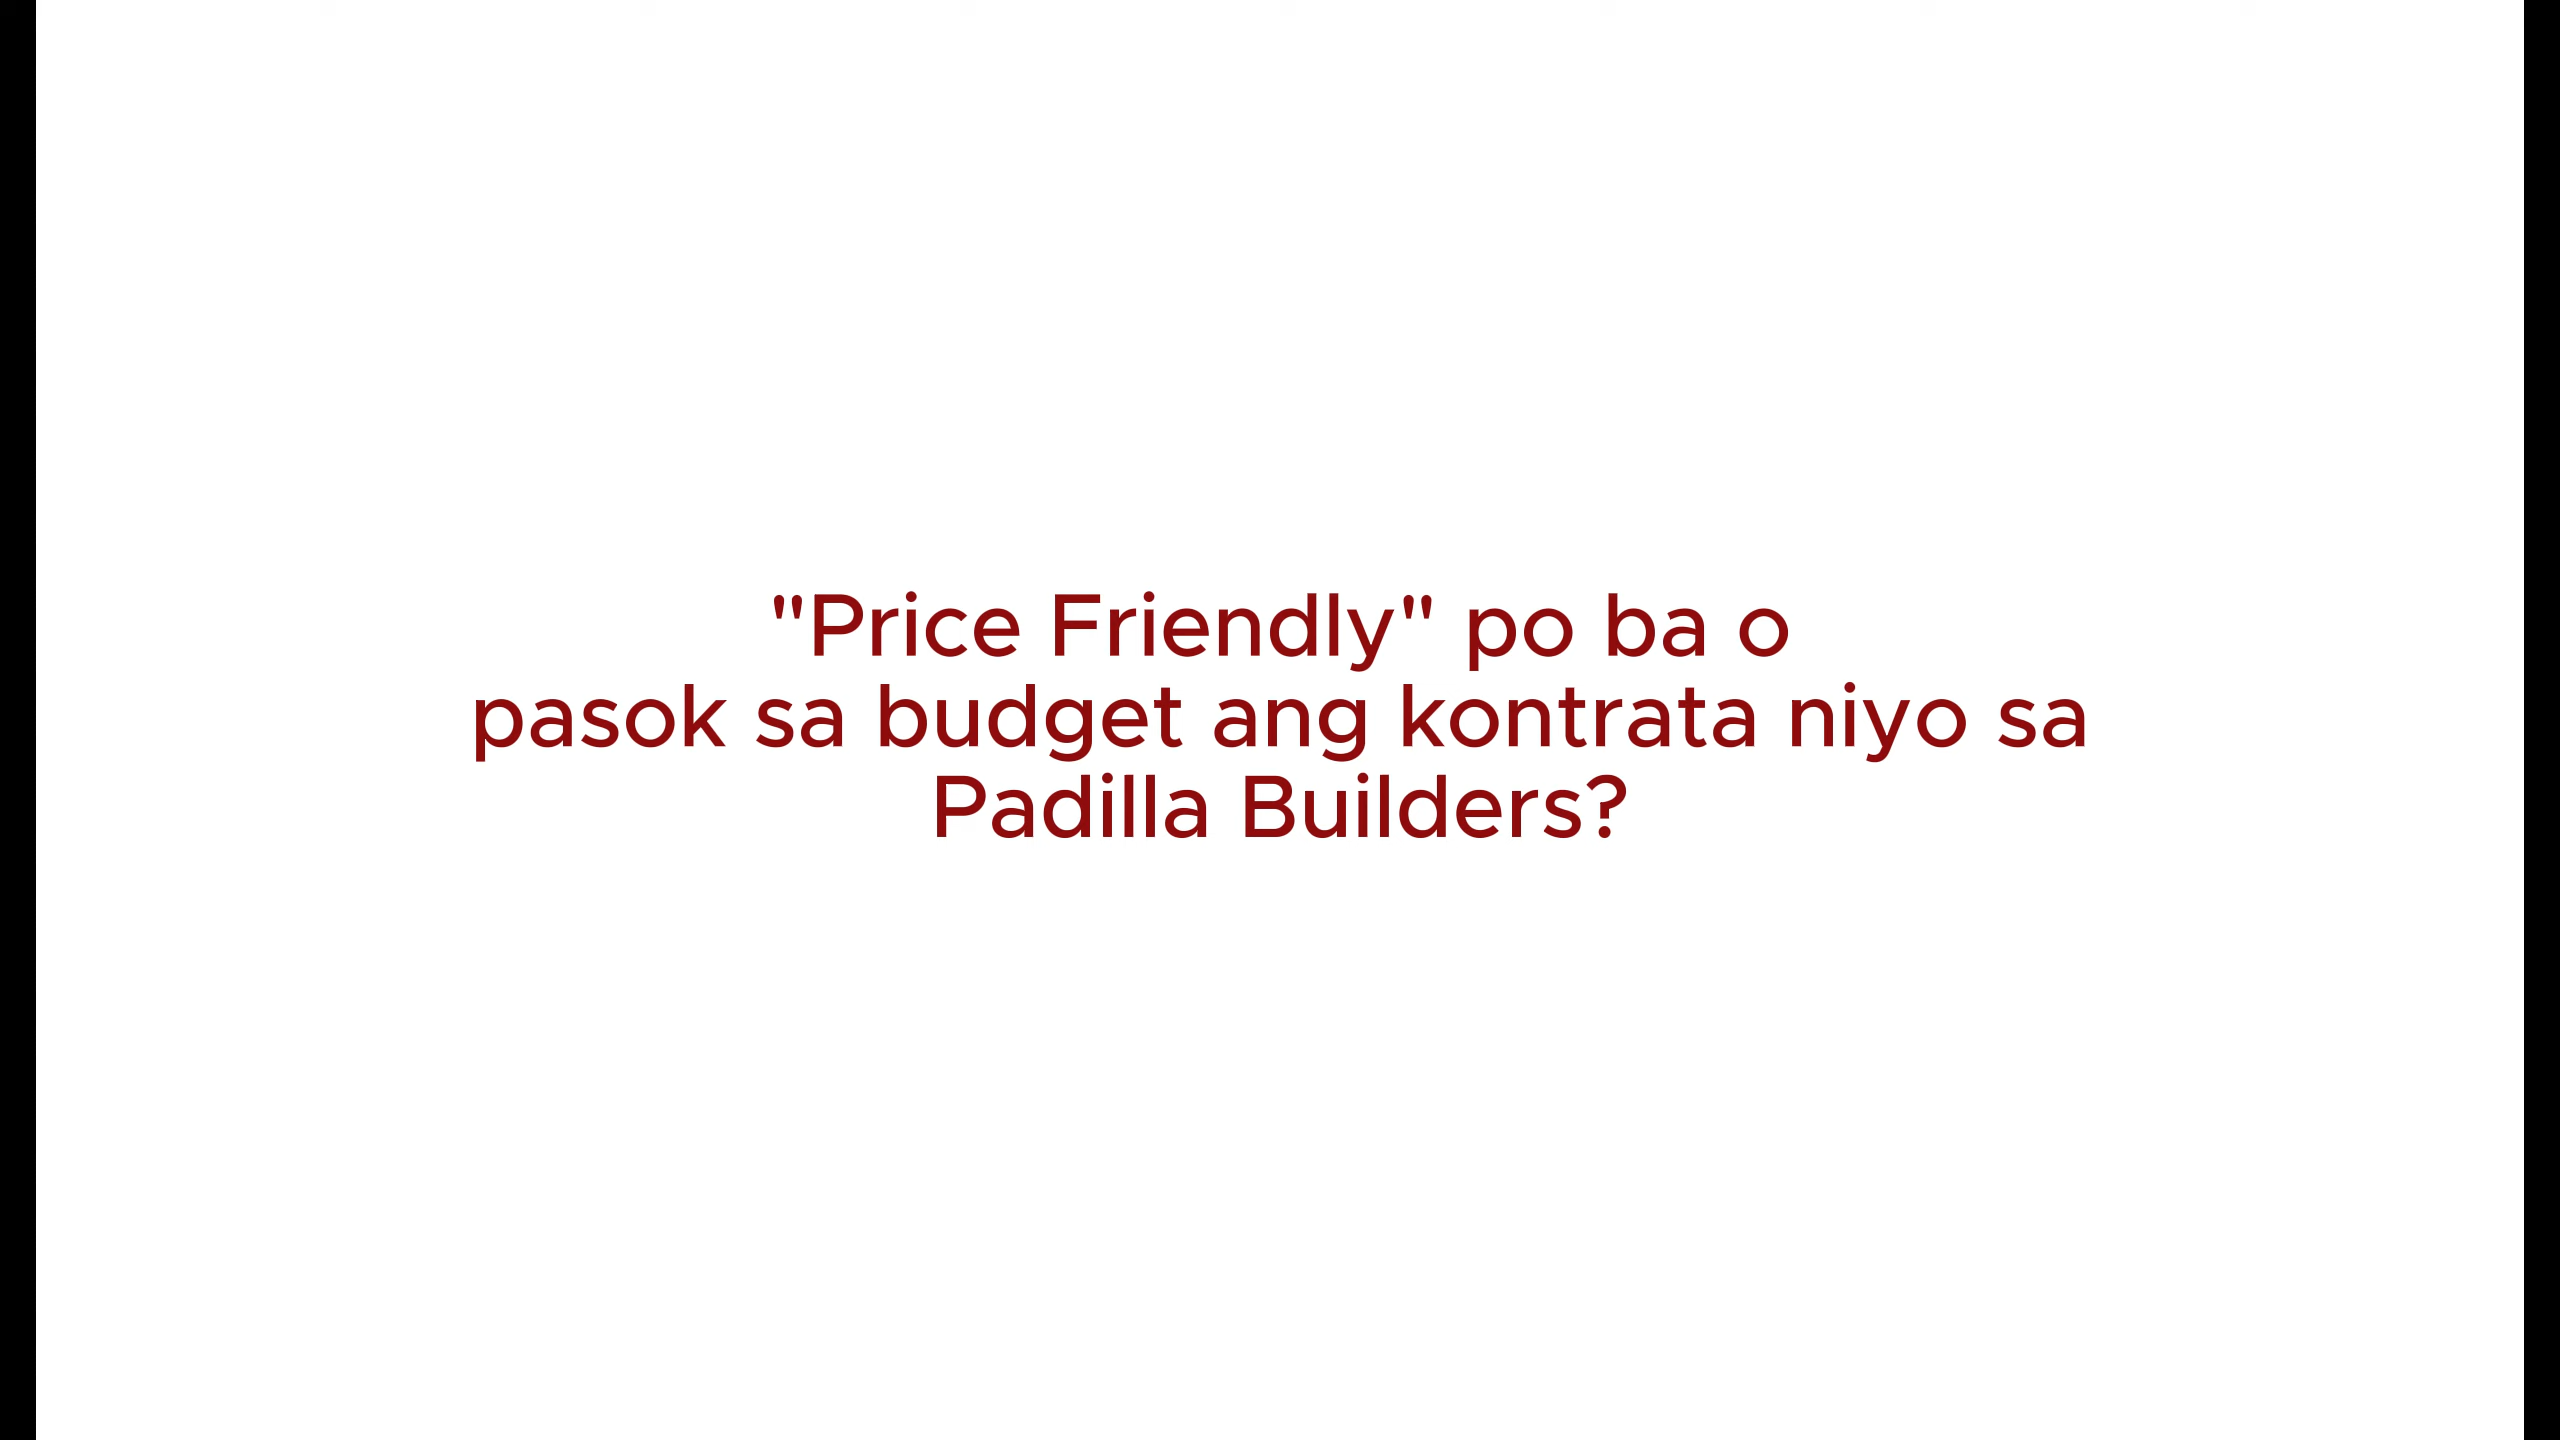 "Price Friendly" po ba o
pasok sa budget ang kontrata niyo sa
Padilla Builders?